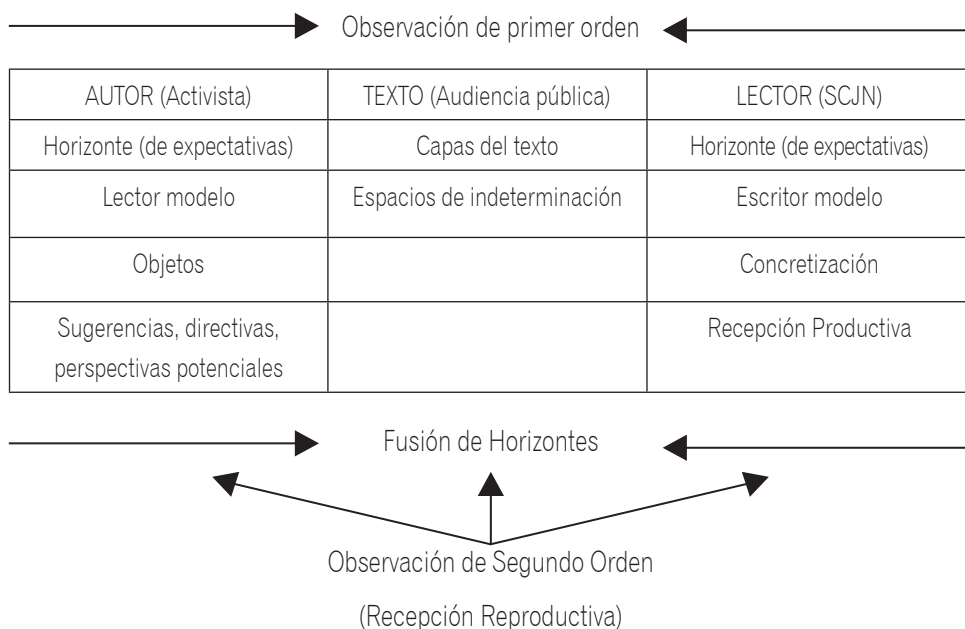 Observación de primer orden
AUTOR (Activista) TEXTO (Audiencia pública) LECTOR (SCJN)
Horizonte (de expectativas) Capas del texto Horizonte (de expectativas)
Lector modelo Espacios de indeterminación Escritor modelo
Objetos Concretización
Sugerencias, directivas, Recepción Productiva
perspectivas potenciales
Fusión de Horizontes
Observación de Segundo Orden
(Recepción Reproductiva)